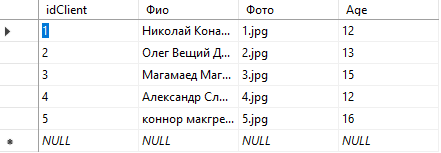 idClient Фио Фото Age
1 Николай Кона... 1.jpg 12
2 Олег Вещий Д... 2.jpg 13
3 Магамаед Маг... 3.jpg 15
4 Александр Сл... 4.jpg 12
5 коннор макгре... 5.jpg 16
NULL NULL NULL NULL